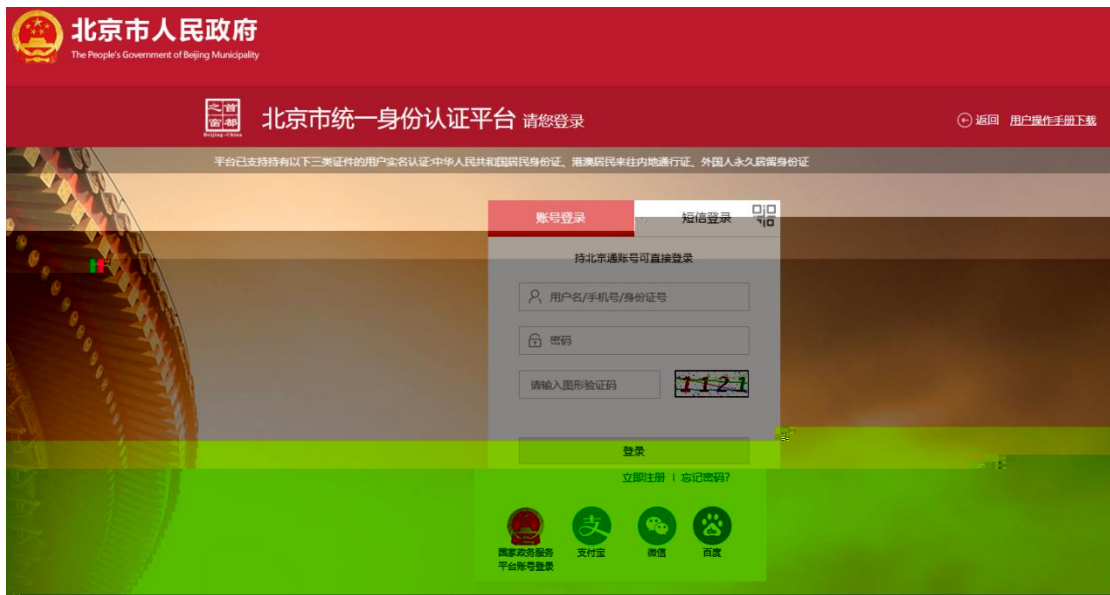 北京市人民政府
The People's Government of Beijing Municipality
首都之窗
Beijing-China
北京市统一身份认证平台 请您登录
返回 用户操作手册下载
平台已支持持有以下三类证件的用户实名认证:中华人民共和国居民身份证、港澳居民来往内地通行证、外国人永久居留身份证
账号登录 短信登录
持北京通账号可直接登录
用户名/手机号/身份证号
密码
请输入图形验证码 1121
登录
立即注册 | 忘记密码?
国家政务服务
平台账号登录
支付宝
微信
百度